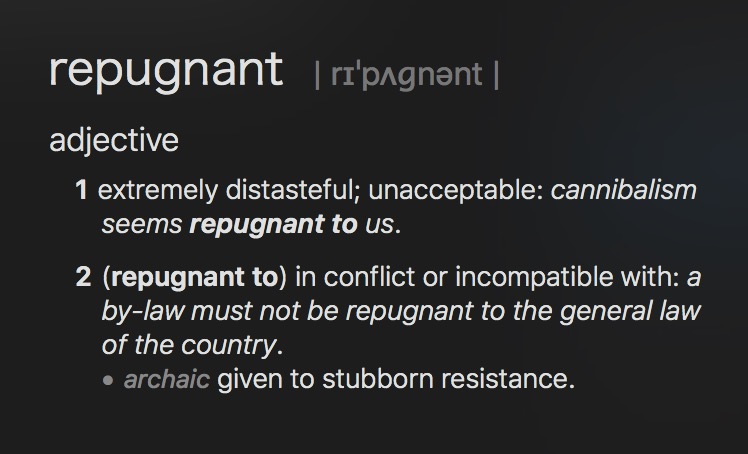 repugnant | rɪˈpʌɡnənt |
adjective
1 extremely distasteful; unacceptable: cannibalism
seems repugnant to us.
2 (repugnant to) in conflict or incompatible with: a
by-law must not be repugnant to the general law
of the country.
• archaic given to stubborn resistance.